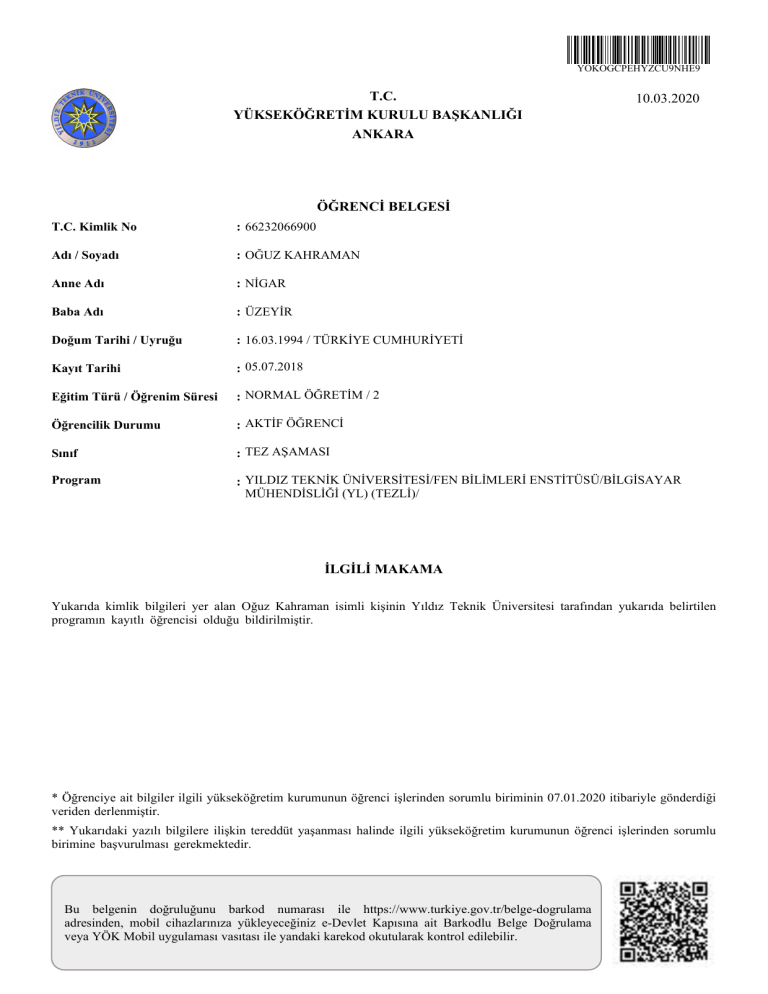 YOKOGCPEHYZCU9NHE9
T.C.
YÜKSEKÖĞRETİM KURULU BAŞKANLIĞI
ANKARA
10.03.2020
YILDIZ TEKNİK ÜNİVERSİTESİ
1911
ÖĞRENCİ BELGESİ
T.C. Kimlik No : 66232066900
Adı / Soyadı : OĞUZ KAHRAMAN
Anne Adı : NİGAR
Baba Adı : ÜZEYİR
Doğum Tarihi / Uyruğu : 16.03.1994 / TÜRKİYE CUMHURİYETİ
Kayıt Tarihi : 05.07.2018
Eğitim Türü / Öğrenim Süresi : NORMAL ÖĞRETİM / 2
Öğrencilik Durumu : AKTİF ÖĞRENCİ
Sınıf : TEZ AŞAMASI
Program : YILDIZ TEKNİK ÜNİVERSİTESİ/FEN BİLİMLERİ ENSTİTÜSÜ/BİLGİSAYAR
MÜHENDİSLİĞİ (YL) (TEZLİ)/
İLGİLİ MAKAMA
Yukarıda kimlik bilgileri yer alan Oğuz Kahraman isimli kişinin Yıldız Teknik Üniversitesi tarafından yukarıda belirtilen
programın kayıtlı öğrencisi olduğu bildirilmiştir.
* Öğrenciye ait bilgiler ilgili yükseköğretim kurumunun öğrenci işlerinden sorumlu biriminin 07.01.2020 itibariyle gönderdiği
veriden derlenmiştir.
** Yukarıdaki yazılı bilgilere ilişkin tereddüt yaşanması halinde ilgili yükseköğretim kurumunun öğrenci işlerinden sorumlu
birimine başvurulması gerekmektedir.
Bu belgenin doğruluğunu barkod numarası ile https://www.turkiye.gov.tr/belge-dogrulama
adresinden, mobil cihazlarınıza yükleyeceğiniz e-Devlet Kapısına ait Barkodlu Belge Doğrulama
veya YÖK Mobil uygulaması vasıtası ile yandaki karekod okutularak kontrol edilebilir.